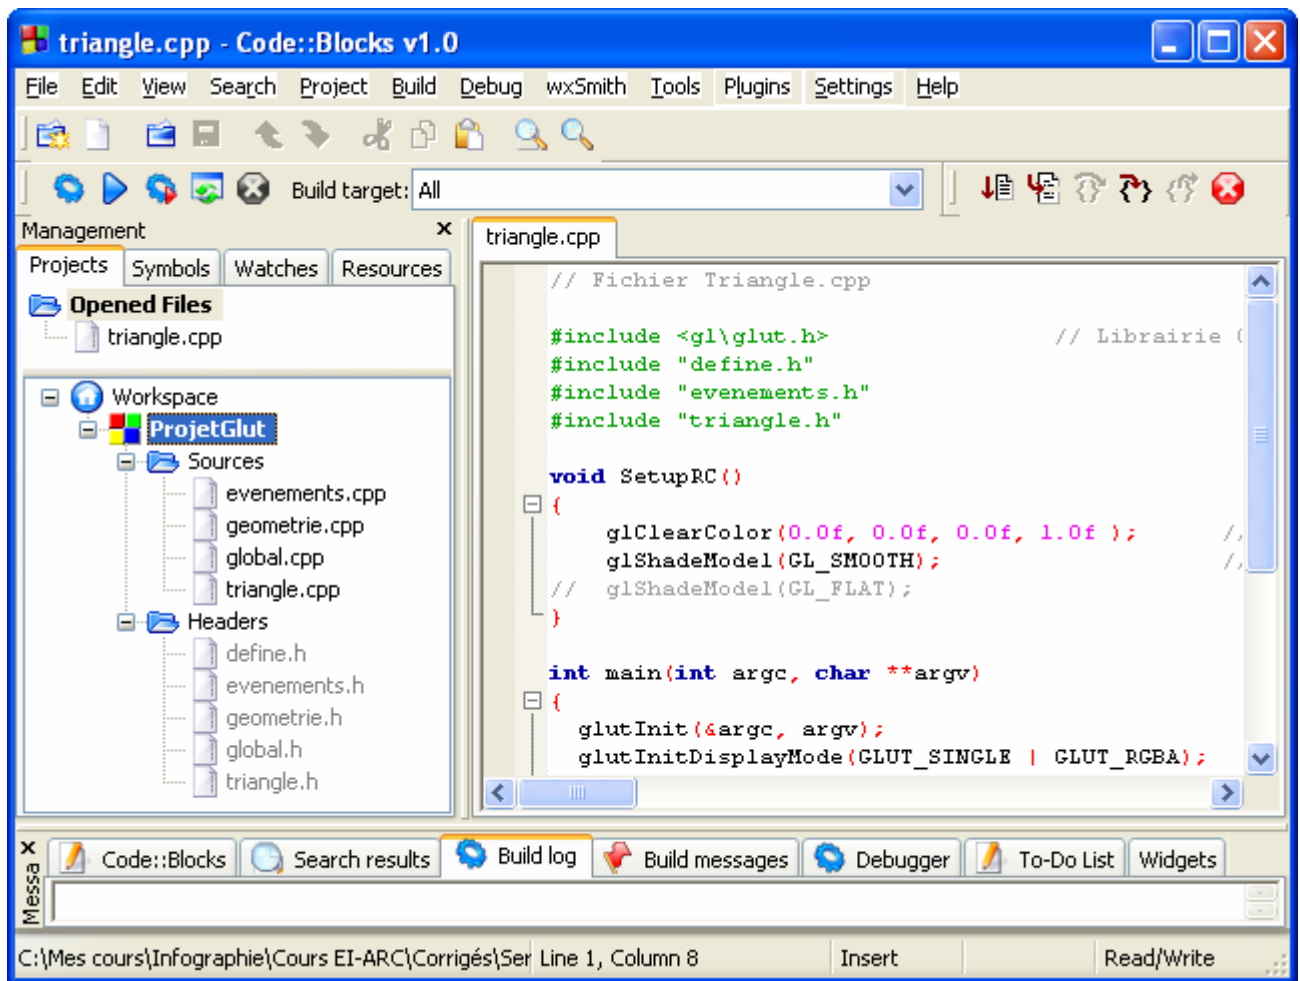 triangle.cpp - Code::Blocks v1.0
File Edit View Search Project Build Debug wxSmith Tools Plugins Settings Help
Build target: All
Management
Projects Symbols Watches Resources
Opened Files
triangle.cpp
Workspace
ProjetGlut
Sources
evenements.cpp
geometrie.cpp
global.cpp
triangle.cpp
Headers
define.h
evenements.h
geometrie.h
global.h
triangle.h
triangle.cpp
// Fichier Triangle.cpp
#include <gl\glut.h> // Librairie
#include "define.h"
#include "evenements.h"
#include "triangle.h"
void SetupRC()
{
glClearColor(0.0f, 0.0f, 0.0f, 1.0f ); /
glShadeModel(GL_SMOOTH); /
// glShadeModel(GL_FLAT);
}
int main(int argc, char **argv)
{
glutInit(&argc, argv);
glutInitDisplayMode(GLUT_SINGLE | GLUT_RGBA);
Messa
Code::Blocks Search results Build log Build messages Debugger To-Do List Widgets
C:\Mes cours\Infographie\Cours EI-ARC\Corrigés\Ser Line 1, Column 8 Insert Read/Write